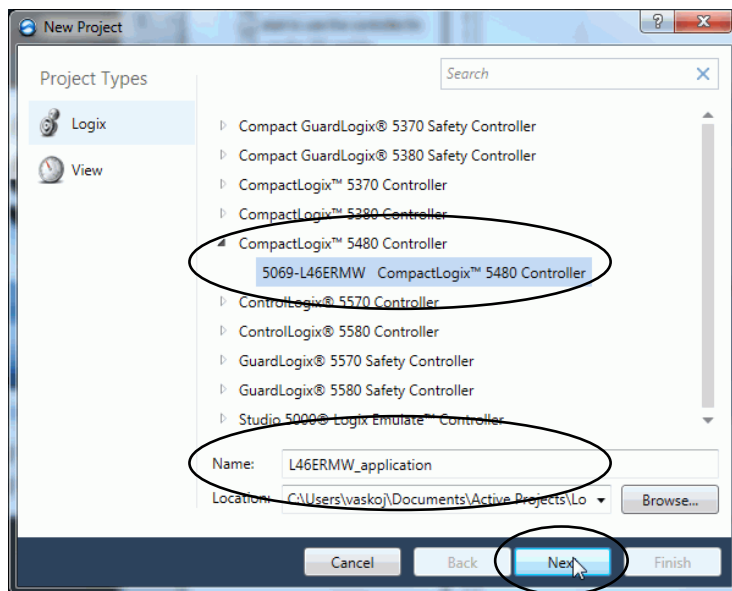 New Project
Project Types
Search
Logix
View
Compact GuardLogix® 5370 Safety Controller
Compact GuardLogix® 5380 Safety Controller
CompactLogix™ 5370 Controller
CompactLogix™ 5380 Controller
CompactLogix™ 5480 Controller
5069-L46ERMW CompactLogix™ 5480 Controller
ControlLogix® 5570 Controller
ControlLogix® 5580 Controller
GuardLogix® 5570 Safety Controller
GuardLogix® 5580 Safety Controller
Studio 5000® Logix Emulate™ Controller
Name: L46ERMW_application
Location: C:\Users\vaskoj\Documents\Active Projects\Lo Browse...
Cancel Back Next Finish